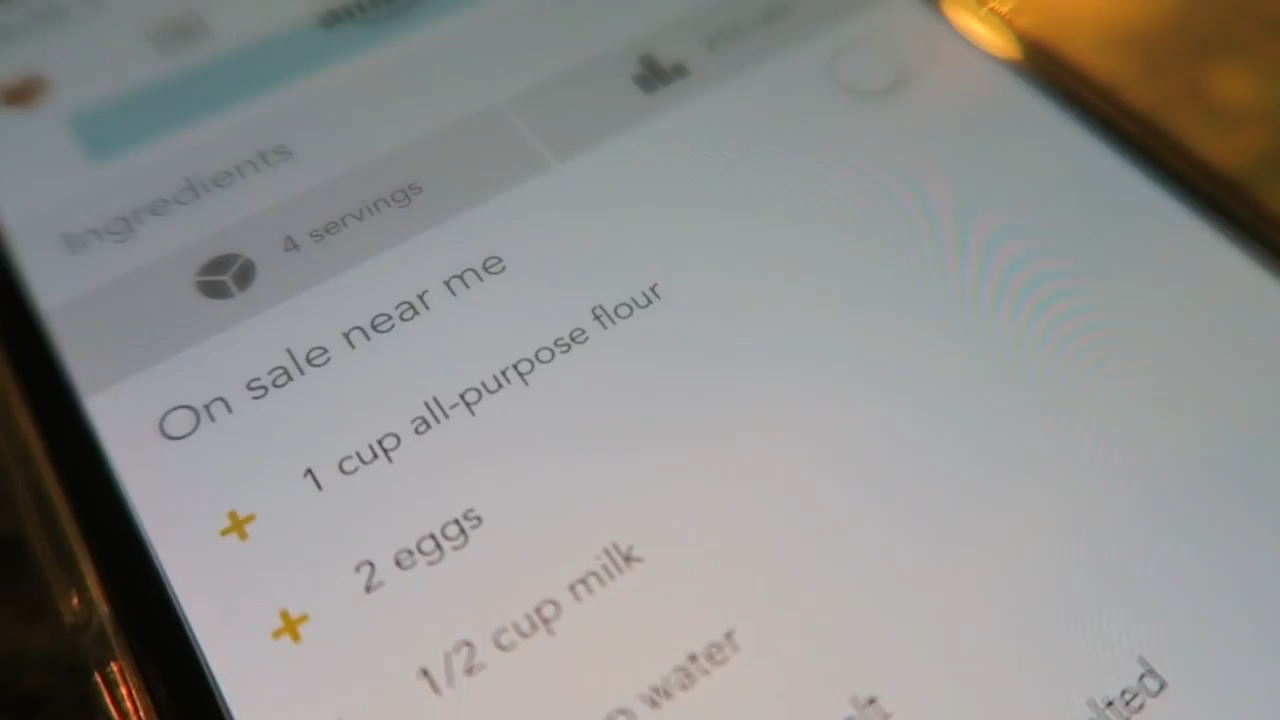 Ingredients
4 servings
On sale near me
1 cup all-purpose flour
2 eggs
1/2 cup milk
water